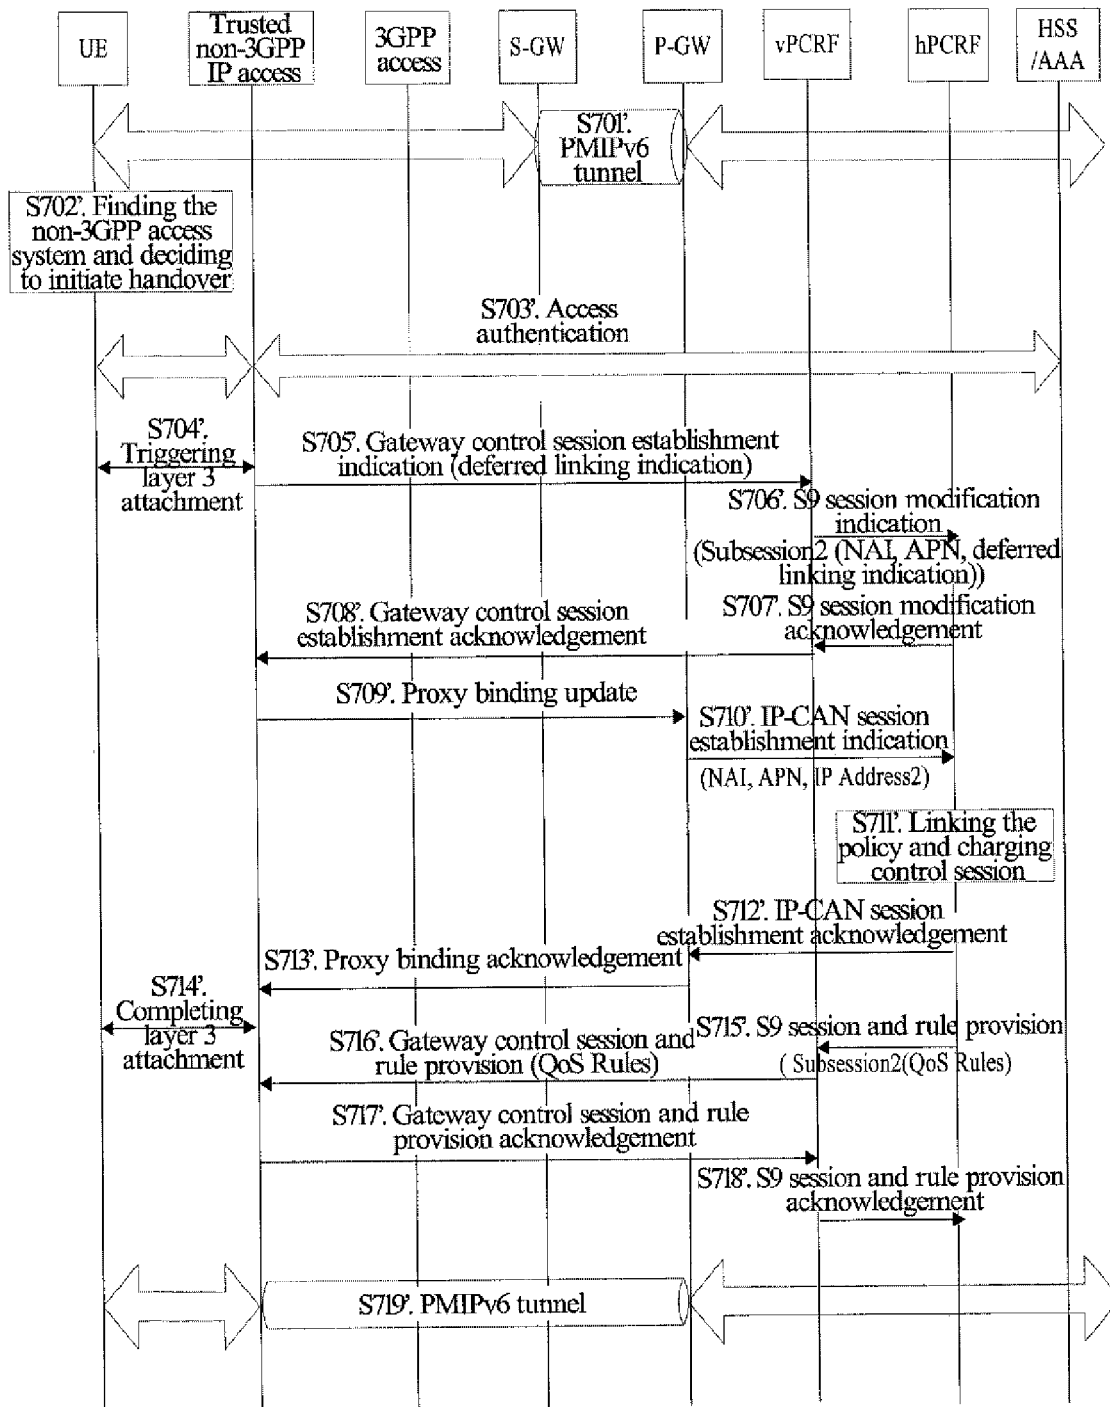 UE
Trusted
non-3GPP
IP access
3GPP
access
S-GW
P-GW
vPCRF
hPCRF
HSS
/AAA
S701'.
PMIPv6
tunnel
S702'. Finding the
non-3GPP access
system and deciding
to initiate handover
S703'. Access
authentication
S704'.
Triggering
layer 3
attachment
S705'. Gateway control session establishment
indication (deferred linking indication)
S706'. S9 session modification
indication
(Subsession2 (NAI, APN, deferred
linking indication))
S707'. S9 session modification
acknowledgement
S708'. Gateway control session
establishment acknowledgement
S709'. Proxy binding update
S710'. IP-CAN session
establishment indication
(NAI, APN, IP Address2)
S711'. Linking the
policy and charging
control session
S712'. IP-CAN session
establishment acknowledgement
S713'. Proxy binding acknowledgement
S714'.
Completing
layer 3
attachment
S715'. S9 session and rule provision
( Subsession2(QoS Rules)
S716'. Gateway control session and
rule provision (QoS Rules)
S717'. Gateway control session and rule
provision acknowledgement
S718'. S9 session and rule provision
acknowledgement
S719'. PMIPv6 tunnel